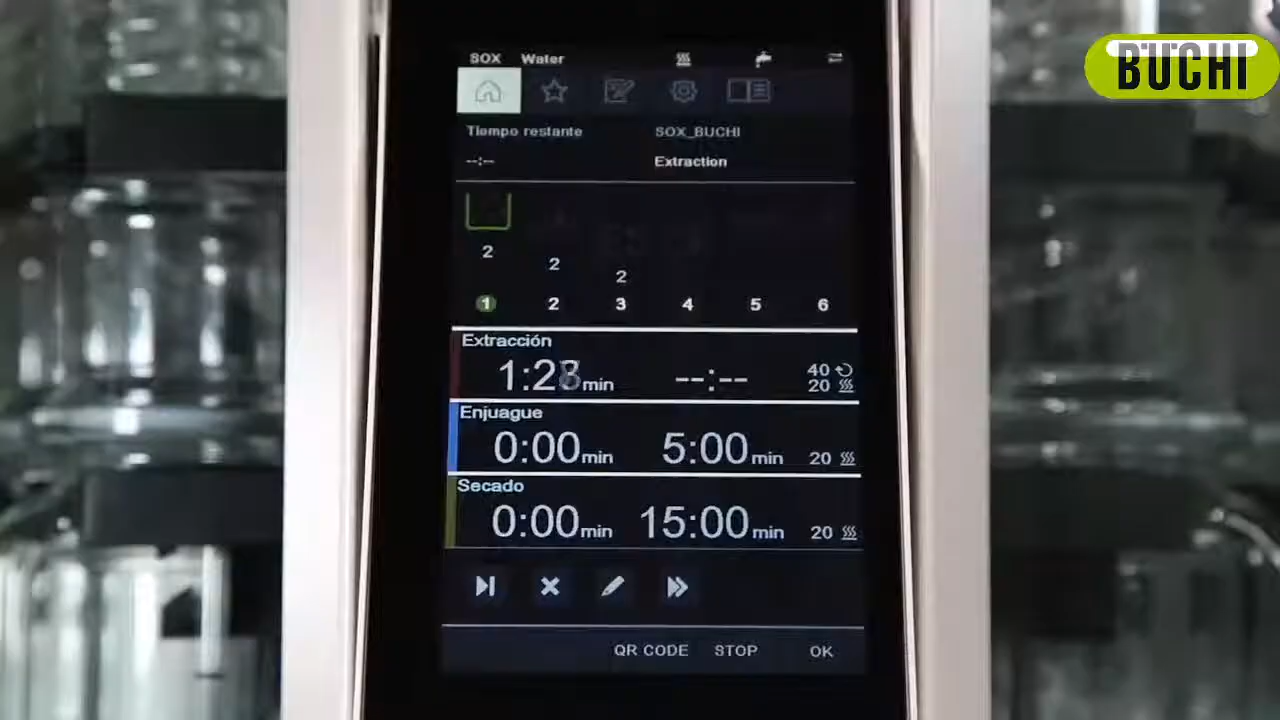 BUCHI
SOX Water
Tiempo restante SOX_BUCHI
--:-- Extraction
2
2
2
1 2 3 4 5 6
Extracción
min --:-- 40
20
Enjuague
0:00 min 5:00 min 20
Secado
0:00 min 15:00 min 20
QR CODE STOP OK